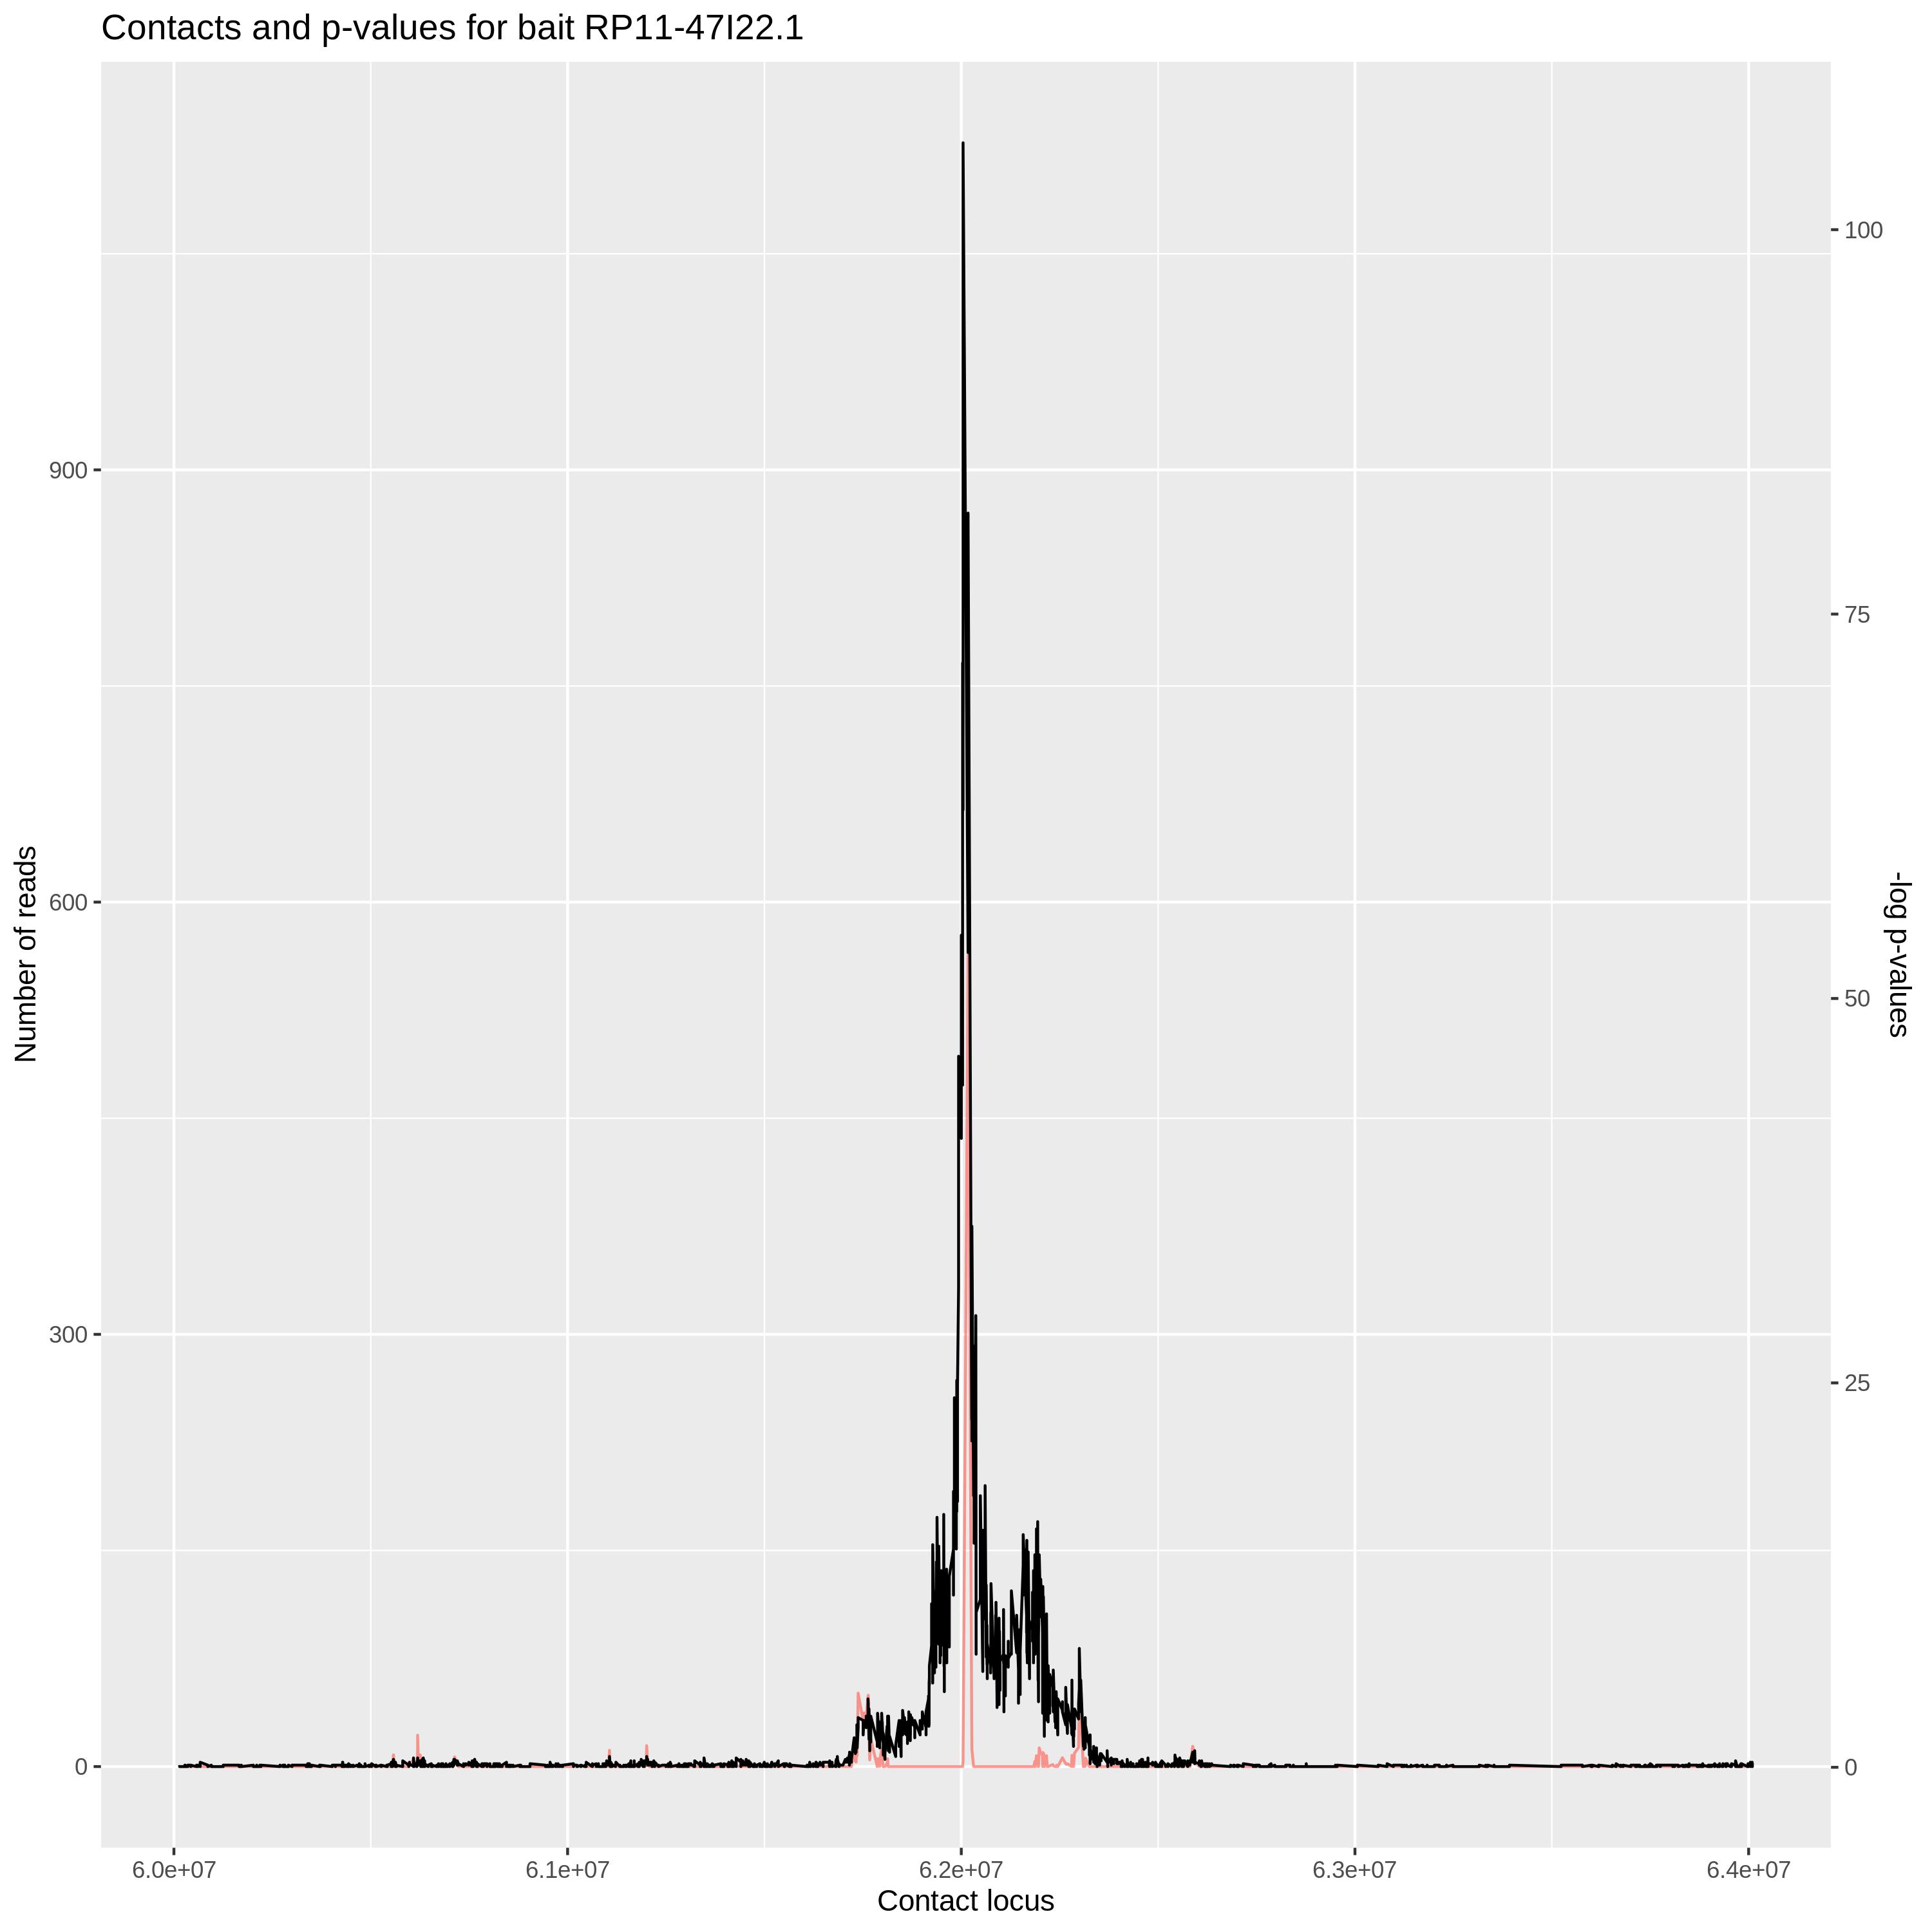 Contacts and p-values for bait RP11-47I22.1
900
600
300
0
Number of reads
100
75
50
25
0
-log p-values
6.0e+07 6.1e+07 6.2e+07 6.3e+07 6.4e+07
Contact locus